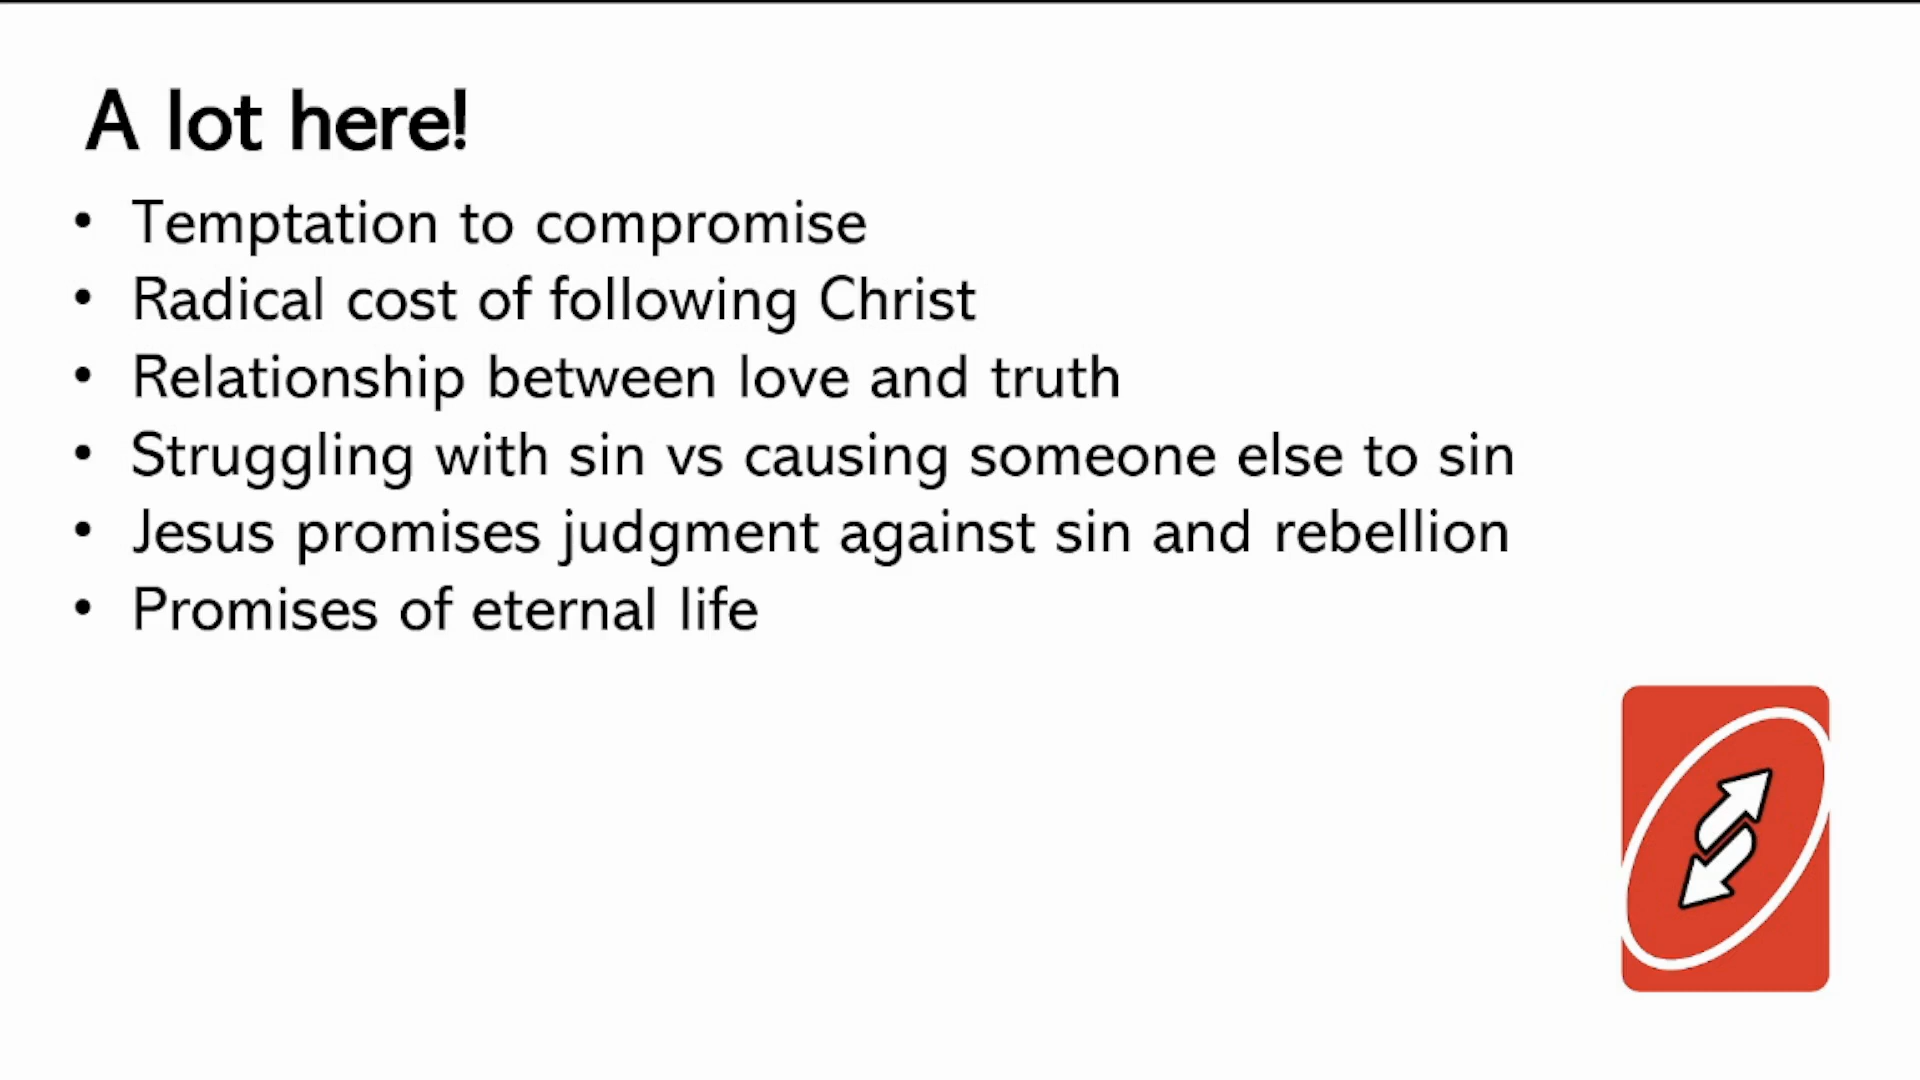 A lot here!
• Temptation to compromise
• Radical cost of following Christ
• Relationship between love and truth
• Struggling with sin vs causing someone else to sin
• Jesus promises judgment against sin and rebellion
• Promises of eternal life